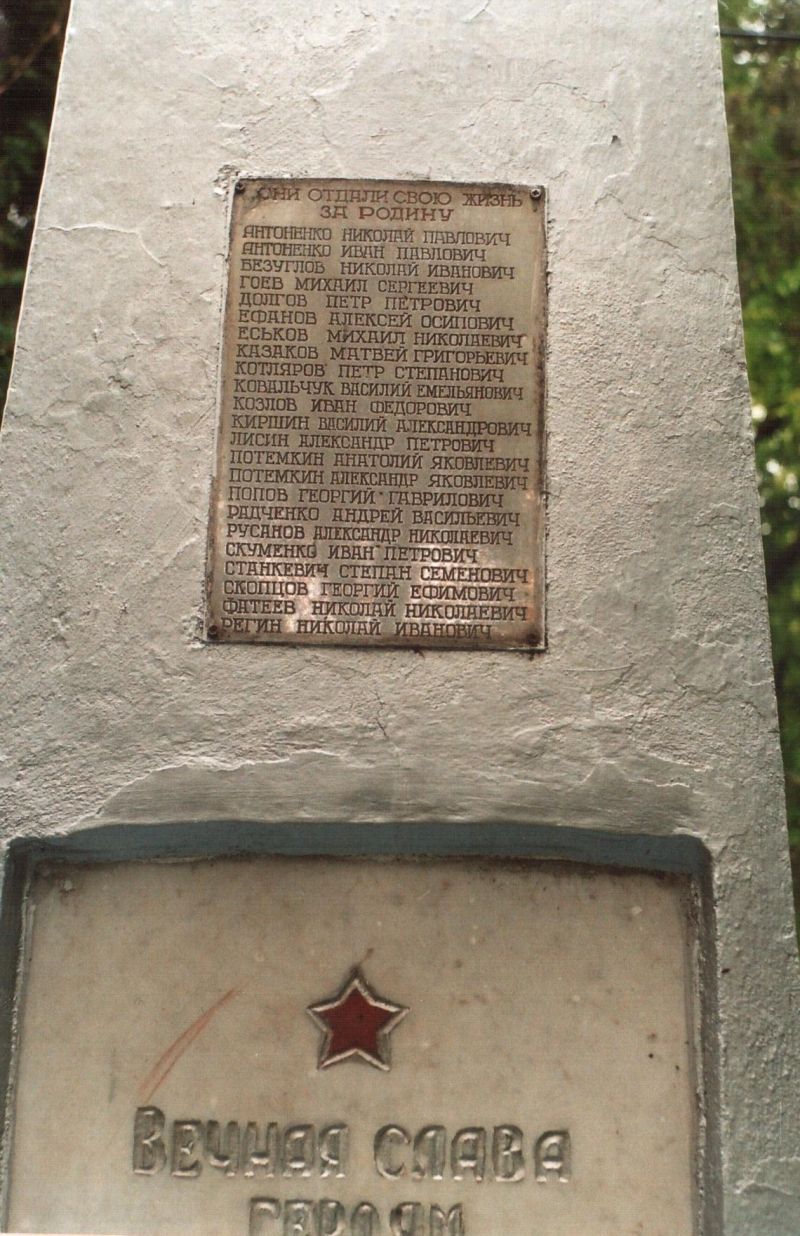 ОНИ ОТДАЛИ СВОЮ ЖИЗНЬ
ЗА РОДИНУ
АНТОНЕНКО НИКОЛАЙ ПАВЛОВИЧ
АНТОНЕНКО ИВАН ПАВЛОВИЧ
БЕЗУГЛОВ НИКОЛАЙ ИВАНОВИЧ
ГОЕВ МИХАИЛ СЕРГЕЕВИЧ
ДОЛГОВ ПЕТР ПЕТРОВИЧ
ЕФАНОВ АЛЕКСЕЙ ОСИПОВИЧ
ЕСЬКОВ МИХАИЛ НИКОЛАЕВИЧ
КАЗАКОВ МАТВЕЙ ГРИГОРЬЕВИЧ
КОТЛЯРОВ ПЕТР СТЕПАНОВИЧ
КОВАЛЬЧУК ВАСИЛИЙ ЕМЕЛЬЯНОВИЧ
КОЗЛОВ ИВАН ФЕДОРОВИЧ
КИРШИН ВАСИЛИЙ АЛЕКСАНДРОВИЧ
ЛИСИН АЛЕКСАНДР ПЕТРОВИЧ
ПОТЕМКИН АНАТОЛИЙ ЯКОВЛЕВИЧ
ПОТЕМКИН АЛЕКСАНДР ЯКОВЛЕВИЧ
ПОПОВ ГЕОРГИЙ ГАВРИЛОВИЧ
РАДЧЕНКО АНДРЕЙ ВАСИЛЬЕВИЧ
РУСАНОВ АЛЕКСАНДР НИКОЛАЕВИЧ
СКУМЕНКО ИВАН ПЕТРОВИЧ
СТАНКЕВИЧ СТЕПАН СЕМЕНОВИЧ
СКОПЦОВ ГЕОРГИЙ ЕФИМОВИЧ
ФАТЕЕВ НИКОЛАЙ НИКОЛАЕВИЧ
РЕГИН НИКОЛАЙ ИВАНОВИЧ
ВЕЧНАЯ СЛАВА
ГЕРОЯМ